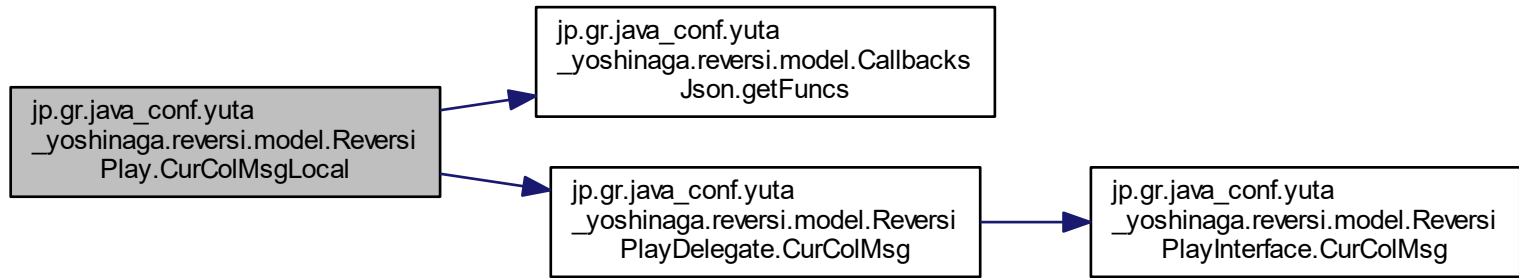 jp.gr.java_conf.yuta
_yoshinaga.reversi.model.Reversi
Play.CurColMsgLocal
jp.gr.java_conf.yuta
_yoshinaga.reversi.model.Callbacks
Json.getFuncs
jp.gr.java_conf.yuta
_yoshinaga.reversi.model.Reversi
PlayDelegate.CurColMsg
jp.gr.java_conf.yuta
_yoshinaga.reversi.model.Reversi
PlayInterface.CurColMsg